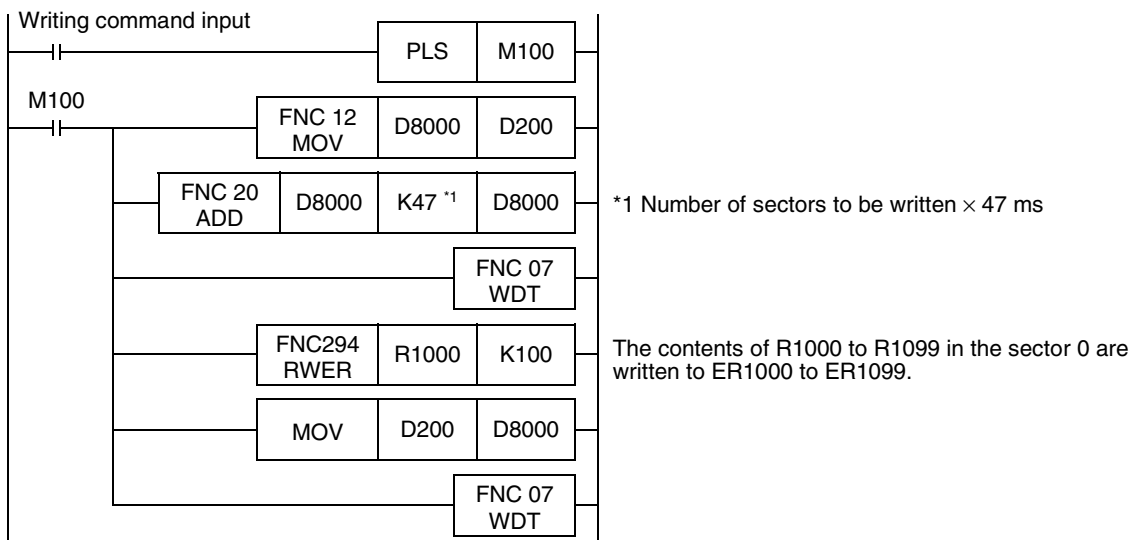 Writing command input
PLS M100
M100
FNC 12
MOV D8000 D200
FNC 20
ADD D8000 K47 *1 D8000
*1 Number of sectors to be written × 47 ms
FNC 07
WDT
FNC294
RWER R1000 K100
The contents of R1000 to R1099 in the sector 0 are
written to ER1000 to ER1099.
MOV D200 D8000
FNC 07
WDT